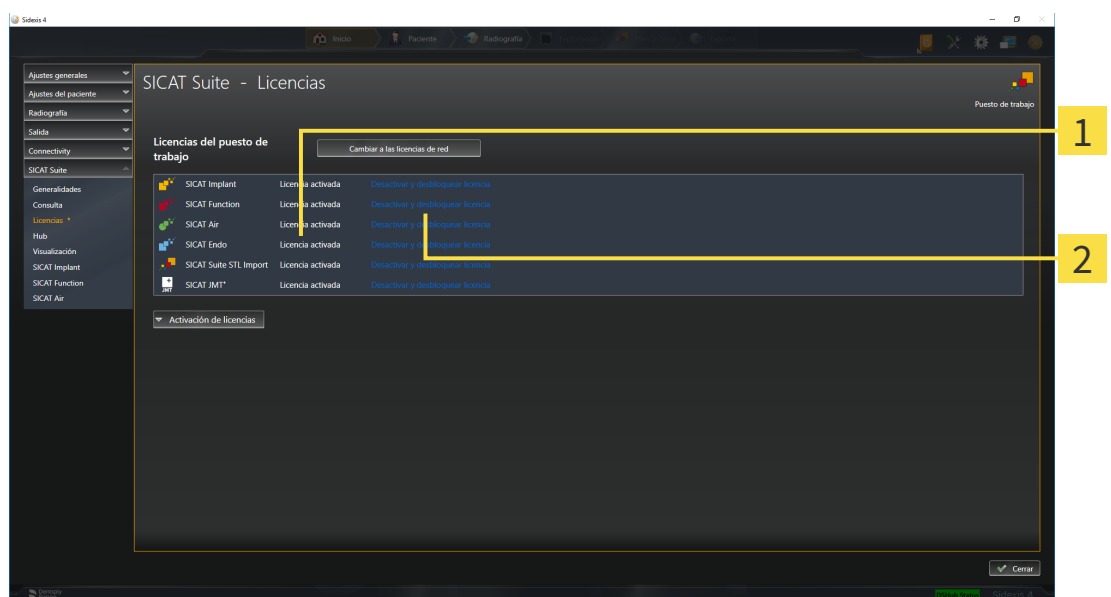 Sidexis 4
Inicio
Paciente
Radiografía
Ajustes generales
Ajustes del paciente
Radiografía
Salida
Connectivity
SICAT Suite
Generalidades
Consulta
Licencias *
Hub
Visualización
SICAT Implant
SICAT Function
SICAT Air
SICAT Suite - Licencias
Puesto de trabajo
Licencias del puesto de
trabajo
Cambiar a las licencias de red
SICAT Implant Licencia activada Desactivar y desbloquear licencia
SICAT Function Licencia activada Desactivar y desbloquear licencia
SICAT Air Licencia activada Desactivar y desbloquear licencia
SICAT Endo Licencia activada Desactivar y desbloquear licencia
SICAT Suite STL Import Licencia activada Desactivar y desbloquear licencia
SICAT JMT+ Licencia activada Desactivar y desbloquear licencia
Activación de licencias
1
2
Cerrar
Dentsply
Sirona
Sidexis 4